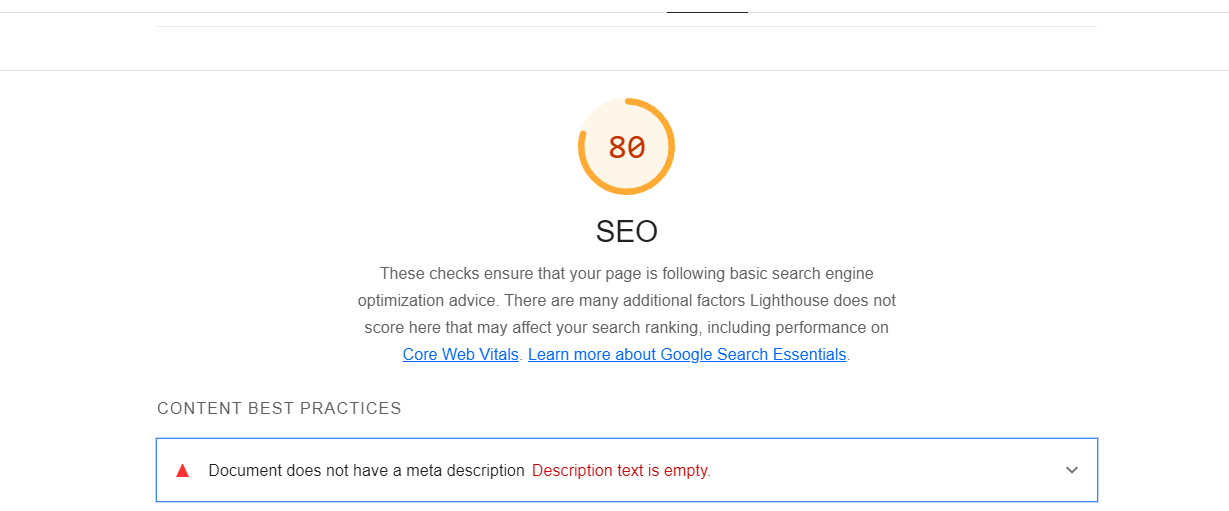 80
SEO
These checks ensure that your page is following basic search engine
optimization advice. There are many additional factors Lighthouse does not
score here that may affect your search ranking, including performance on
Core Web Vitals. Learn more about Google Search Essentials.
CONTENT BEST PRACTICES
Document does not have a meta description Description text is empty.